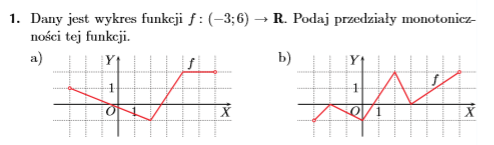 1. Dany jest wykres funkcji f : (−3; 6) → R. Podaj przedziały monotonicz-
ności tej funkcji.
a)
Y
f
1
O
1
X
b)
Y
f
1
O
1
X